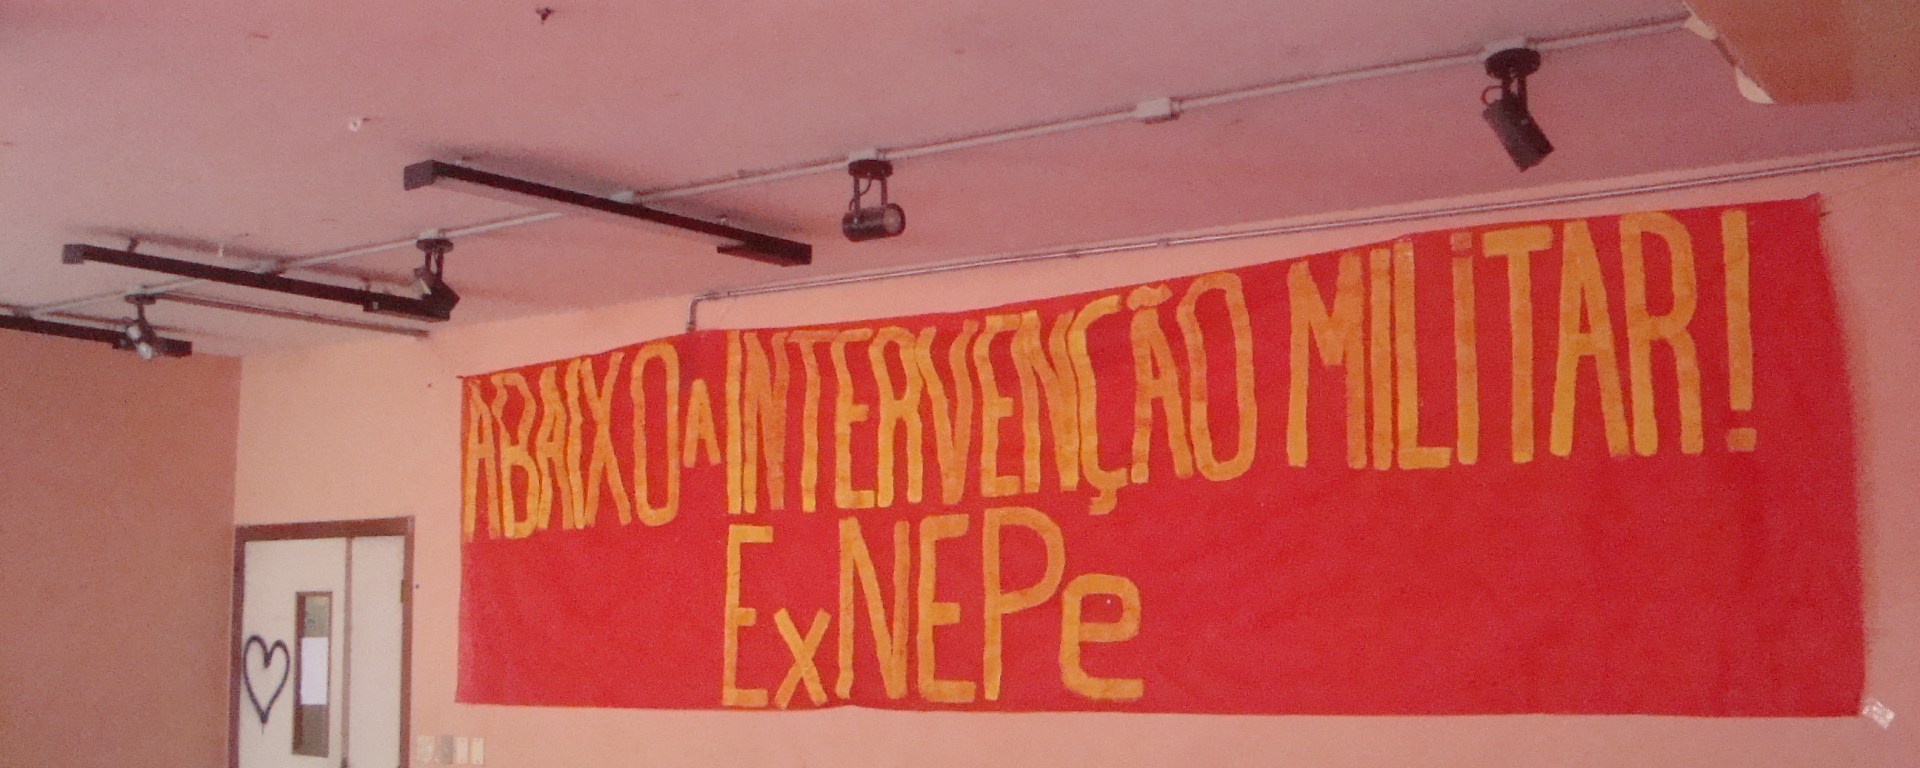 ABAIXO A INTERVENÇÃO MILITAR!
ExNEPe